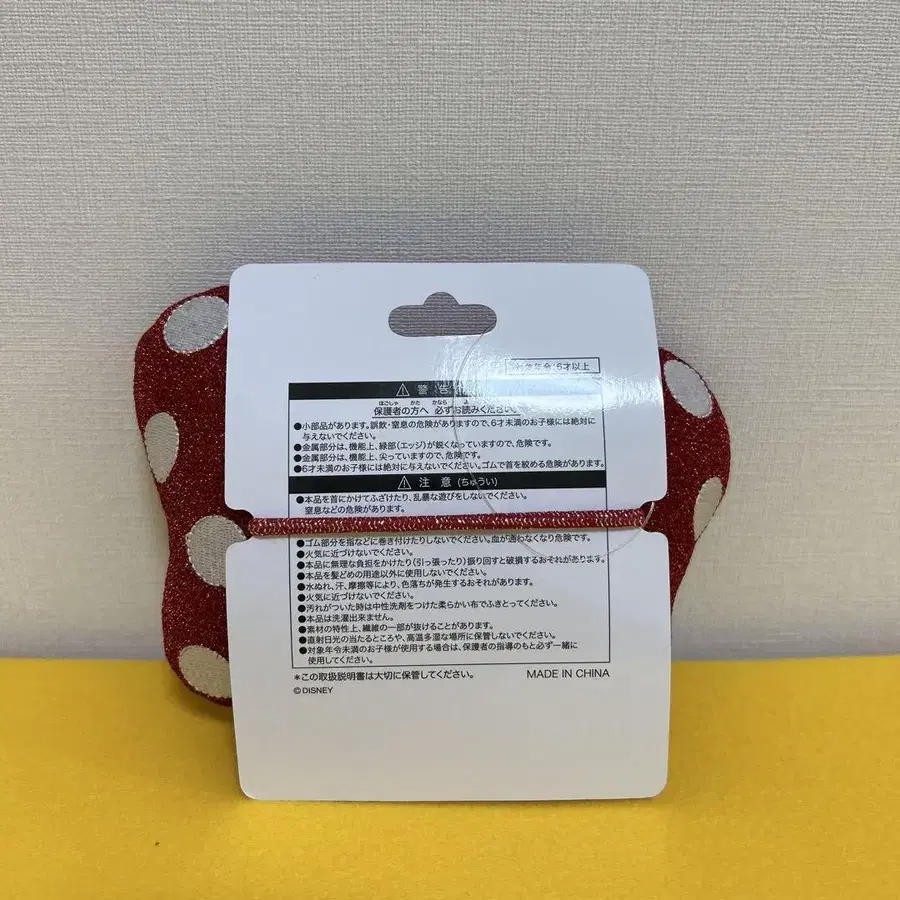 年令:6才以上
警告
ほごしゃ かた かなら よ
保護者の方へ 必ずお読みください。
●小部品があります。誤飲・窒息の危険がありますので、6才未満のお子様には絶対に
与えないでください。
●金属部分は、機能上、縁部(エッジ)が鋭くなっていますので、危険です。
●金属部分は、機能上、尖っていますので、危険です。
●6才未満のお子様には絶対に与えないでください。ゴムで首を絞める危険があります。
注 意 (ちゅうい)
●本品を首にかけてふざけたり、乱暴な遊びをしないでください。
窒息などの危険があります。
●ゴム部分を指などに巻き付けたりしないでください。血が通わなくなり危険です。
●火気に近づけないでください。
●本品に無理な負担をかけたり(引っ張ったり)振り回すと破損するおそれがあります。
●本品を髪どめの用途以外に使用しないでください。
●水ぬれ、汗、摩擦等により、色落ちが発生するおそれがあります。
●火気に近づけないでください。
●汚れがついた時は中性洗剤をつけた柔らかい布でふきとってください。
●本品は洗濯出来ません。
●素材の特性上、繊維の一部が抜けることがあります。
●直射日光の当たるところや、高温多湿な場所に保管しないでください。
●対象年令未満のお子様が使用する場合は、保護者の指導のもと必ず一緒に
使用してください。
*この取扱説明書は大切に保管してください。 MADE IN CHINA
©DISNEY